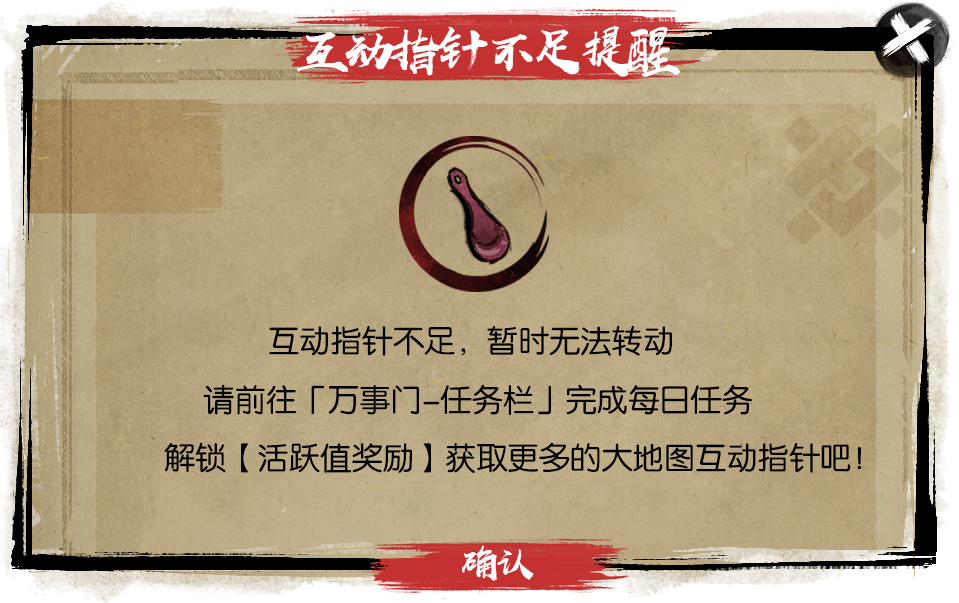 互动指针不足提醒
互动指针不足，暂时无法转动
请前往「万事门-任务栏」完成每日任务
解锁【活跃值奖励】获取更多的大地图互动指针吧！
确认